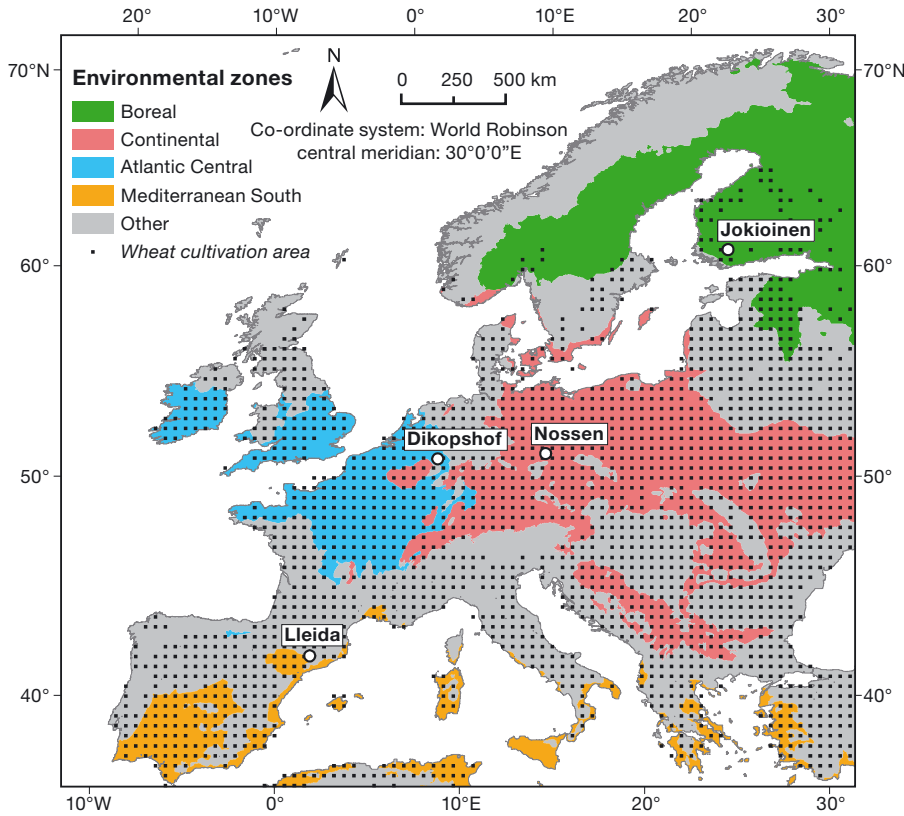 20° 10°W 0° 10°E 20° 30°
70°N 70°N
N
Environmental zones
0 250 500 km
Boreal
Co-ordinate system: World Robinson
central meridian: 30°0'0"E
Continental
Atlantic Central
Mediterranean South
Other
Wheat cultivation area
Jokioinen
60° 60°
Dikopshof Nossen
50° 50°
Lleida
40° 40°
10°W 0° 10°E 20° 30°